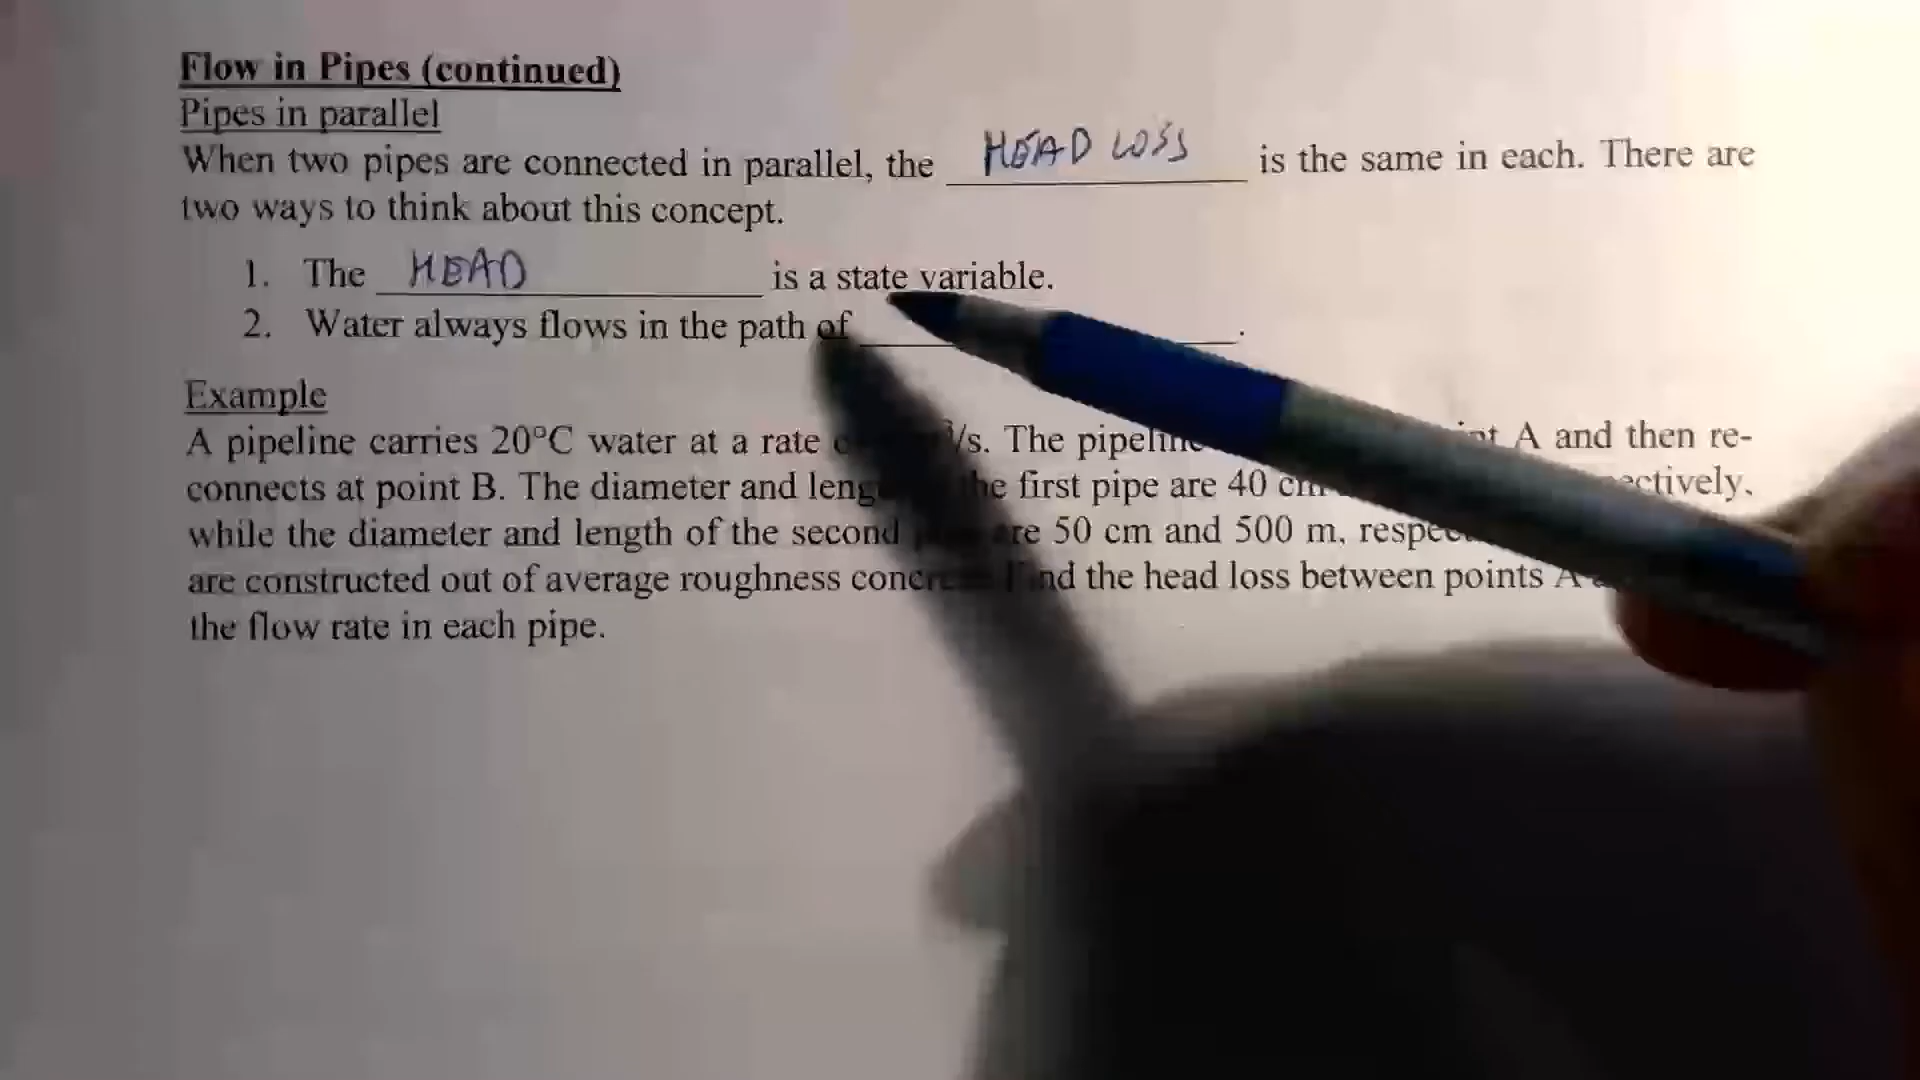 Flow in Pipes (continued)
Pipes in parallel
When two pipes are connected in parallel, the HEAD LOSS is the same in each. There are
two ways to think about this concept.
1. The HEAD is a state variable.
2. Water always flows in the path of .
Example
A pipeline carries 20°C water at a rate /s. The A and then re-
connects at point B. The diameter and first pipe are 40
while the diameter and length of the second 50 cm and 500 m,
are constructed out of average roughness the head loss between points
the flow rate in each pipe.